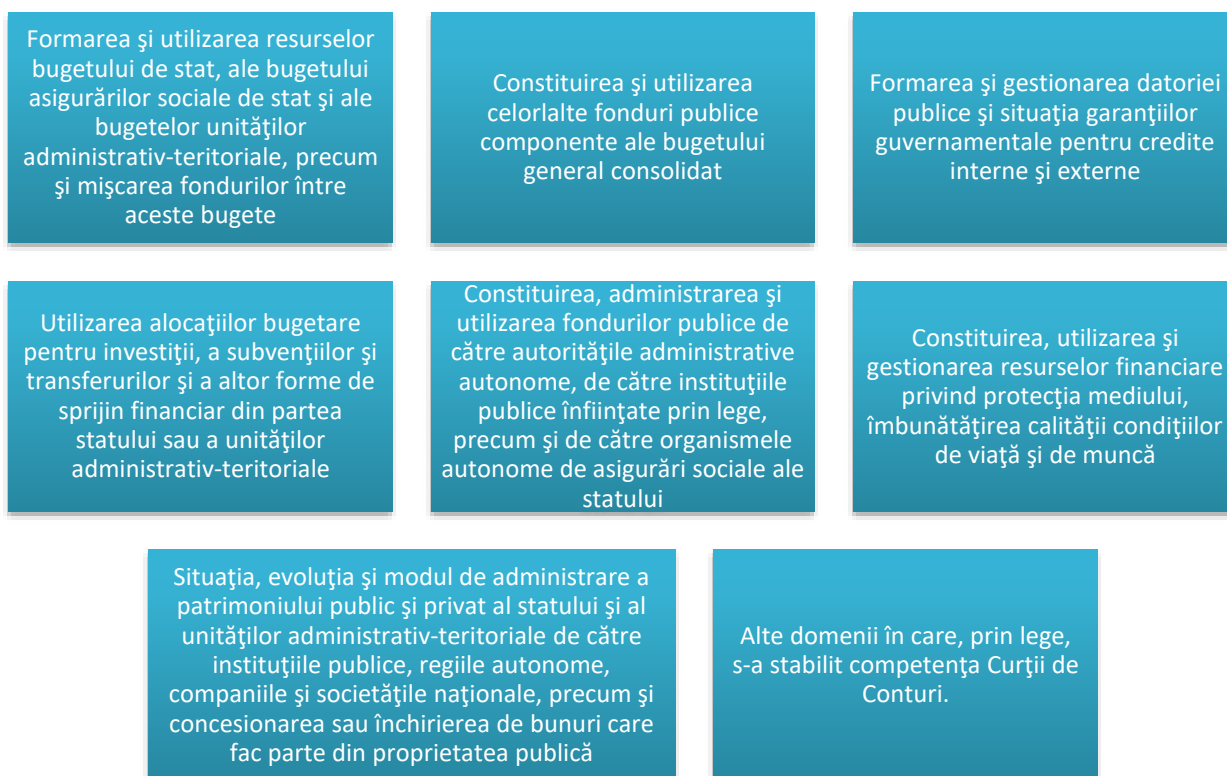 Formarea şi utilizarea resurselor
bugetului de stat, ale bugetului
asigurărilor sociale de stat şi ale
bugetelor unităţilor
administrativ-teritoriale, precum
şi mişcarea fondurilor între
aceste bugete
Constituirea şi utilizarea
celorlalte fonduri publice
componente ale bugetului
general consolidat
Formarea şi gestionarea datoriei
publice şi situaţia garanţiilor
guvernamentale pentru credite
interne şi externe
Utilizarea alocaţiilor bugetare
pentru investiţii, a subvenţiilor şi
transferurilor şi a altor forme de
sprijin financiar din partea
statului sau a unităţilor
administrativ-teritoriale
Constituirea, administrarea şi
utilizarea fondurilor publice de
către autorităţile administrative
autonome, de către instituţiile
publice înfiinţate prin lege,
precum şi de către organismele
autonome de asigurări sociale ale
statului
Constituirea, utilizarea şi
gestionarea resurselor financiare
privind protecţia mediului,
îmbunătăţirea calităţii condiţiilor
de viaţă şi de muncă
Situaţia, evoluţia şi modul de administrare a
patrimoniului public şi privat al statului şi al
unităţilor administrativ-teritoriale de către
instituţiile publice, regiile autonome,
companiile şi societăţile naţionale, precum şi
concesionarea sau închirierea de bunuri care
fac parte din proprietatea publică
Alte domenii în care, prin lege,
s-a stabilit competenţa Curţii de
Conturi.